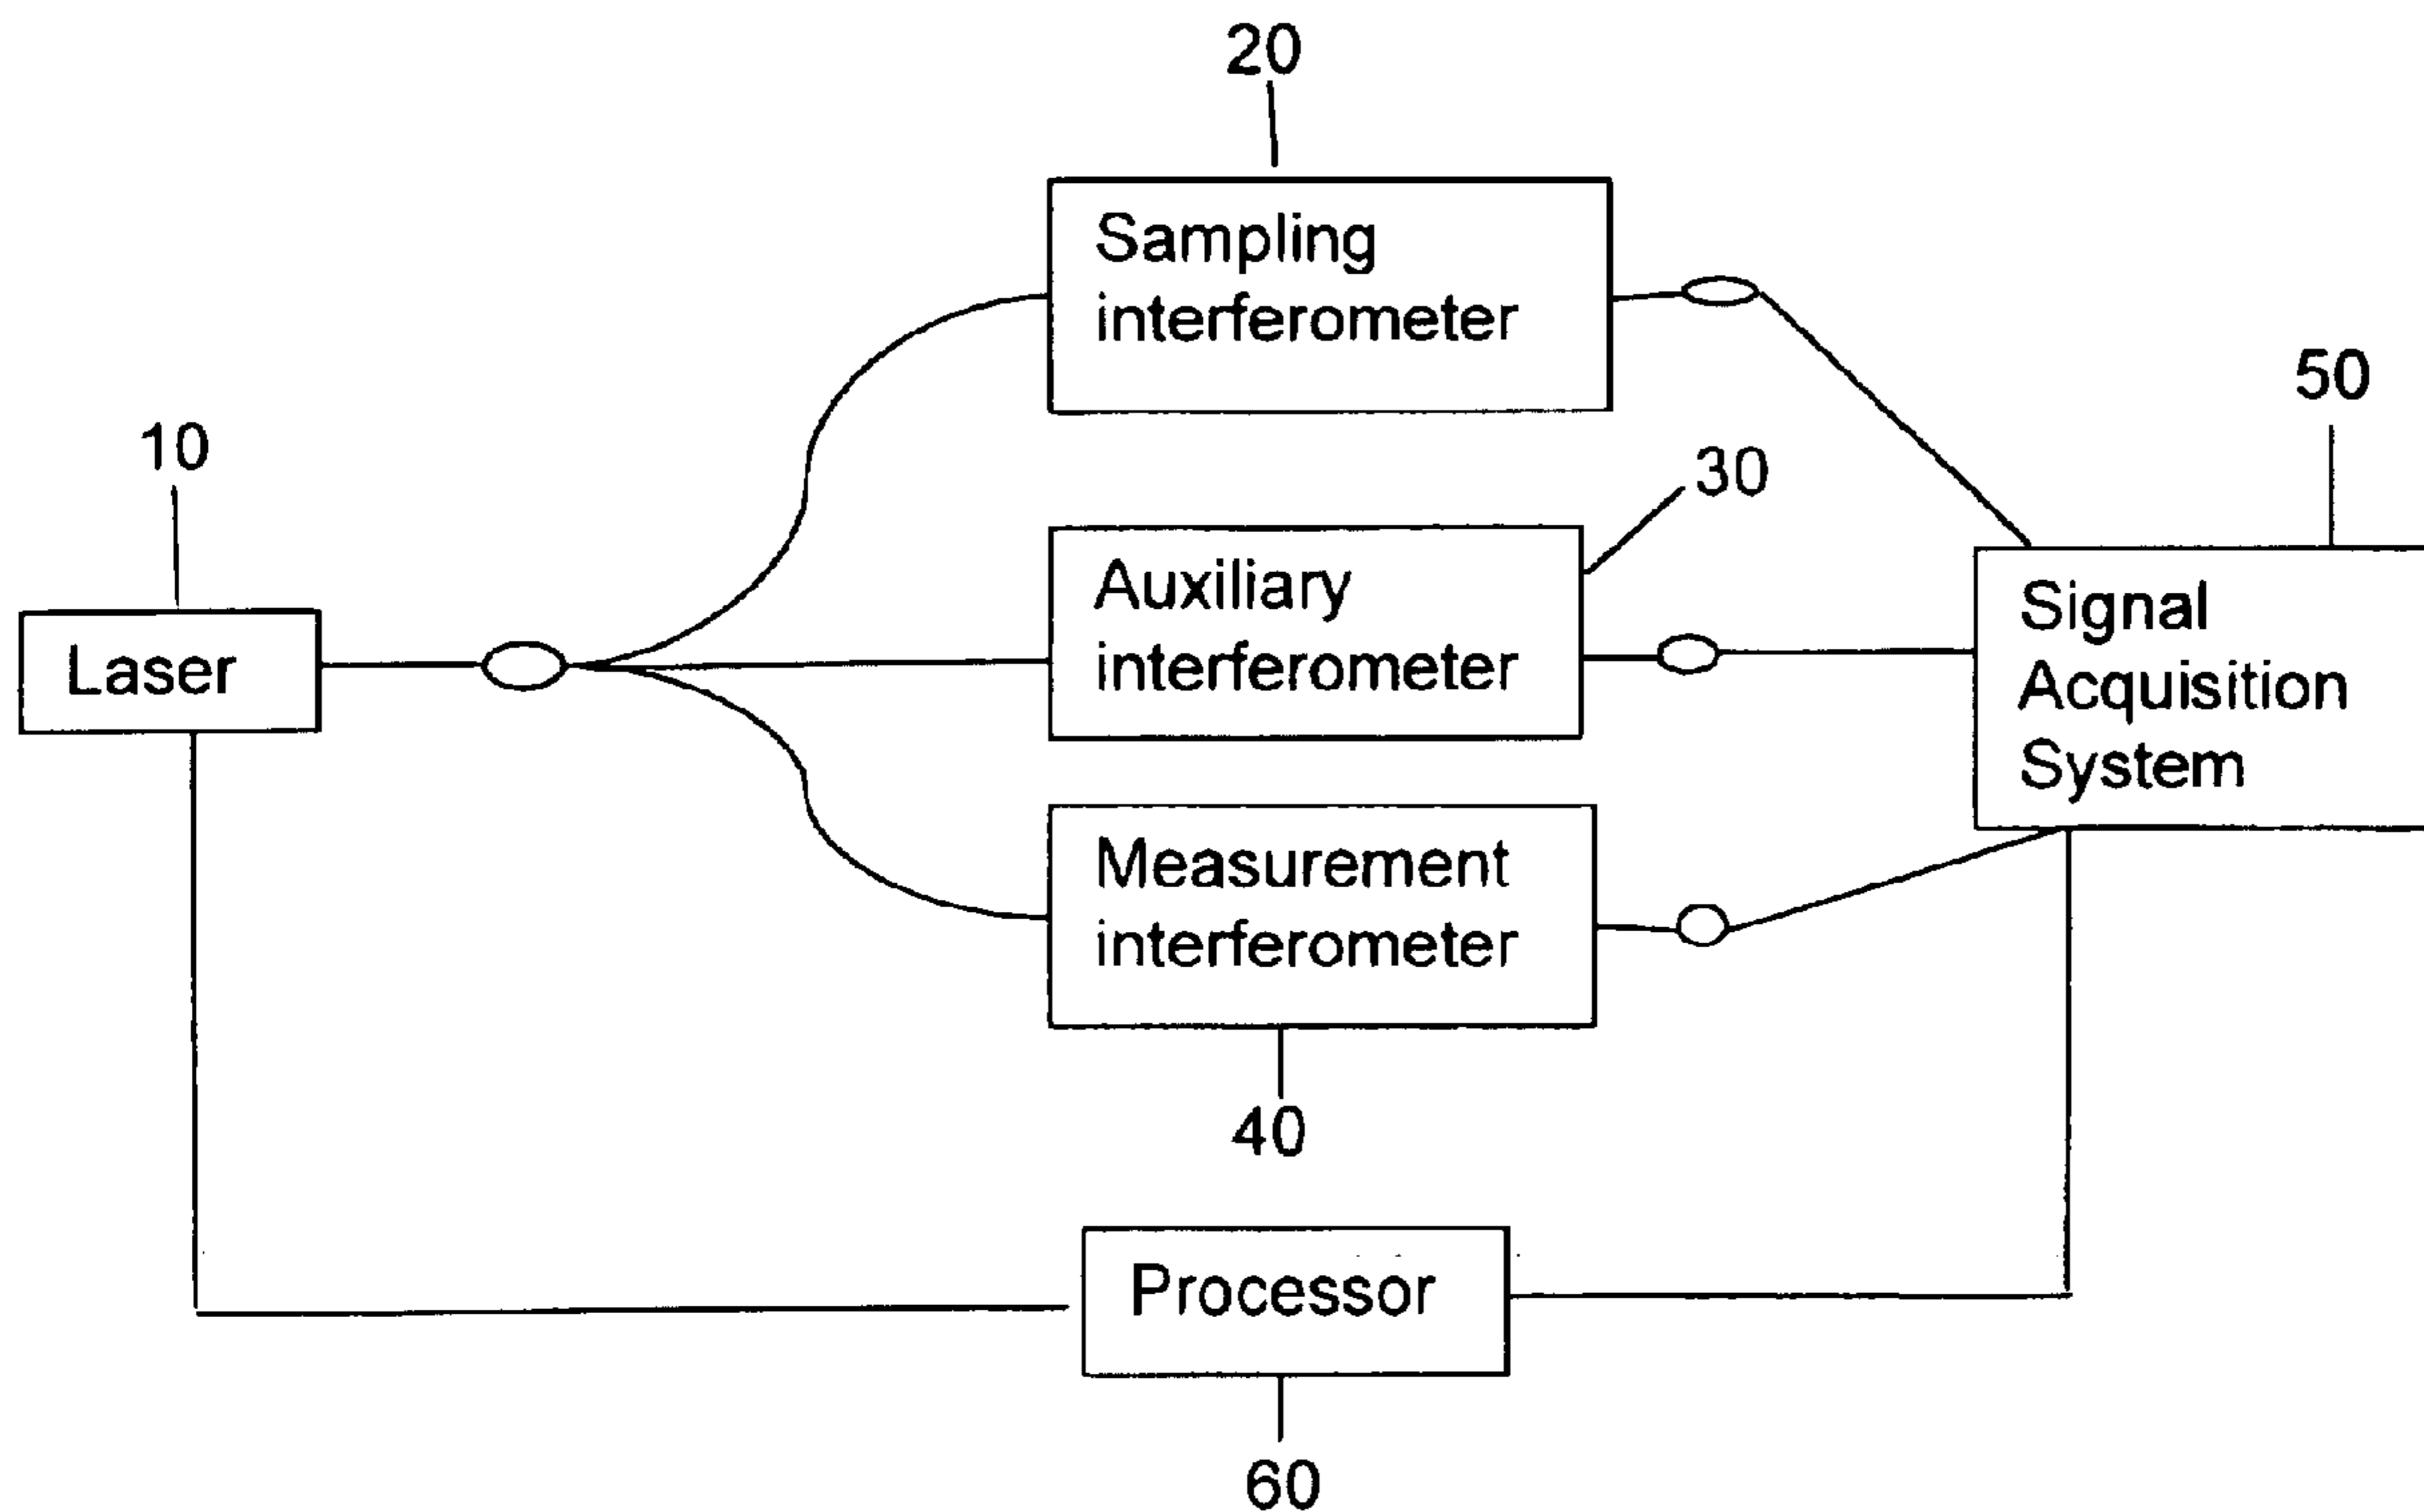 20
Sampling
interferometer
50
10
30
Auxiliary
interferometer
Signal
Acquisition
System
Laser
Measurement
interferometer
40
Processor
60